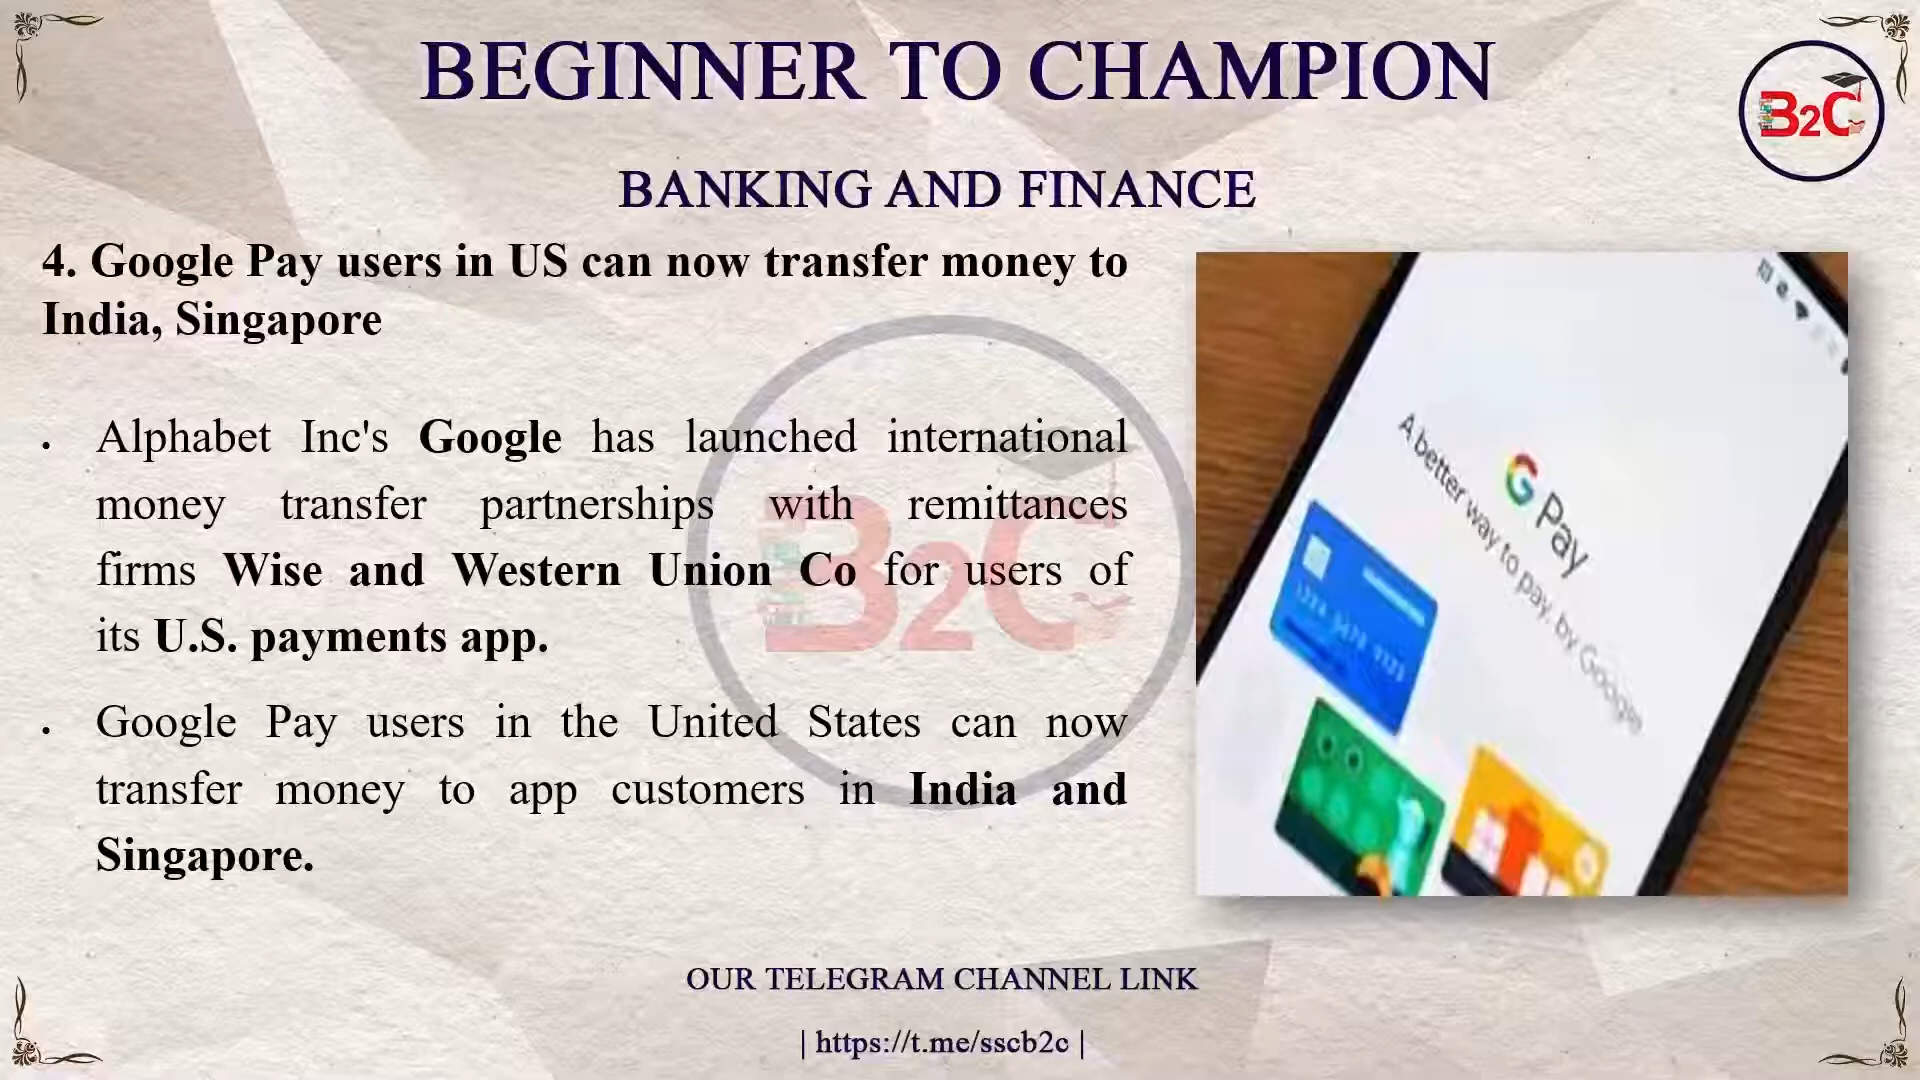 BEGINNER TO CHAMPION
B2C
BANKING AND FINANCE
4. Google Pay users in US can now transfer money to
India, Singapore
• Alphabet Inc's Google has launched international
money transfer partnerships with remittances
firms Wise and Western Union Co for users of
its U.S. payments app.
• Google Pay users in the United States can now
transfer money to app customers in India and
Singapore.
B2C
G Pay
A better way to pay, by Google
OUR TELEGRAM CHANNEL LINK
| https://t.me/sscb2c |